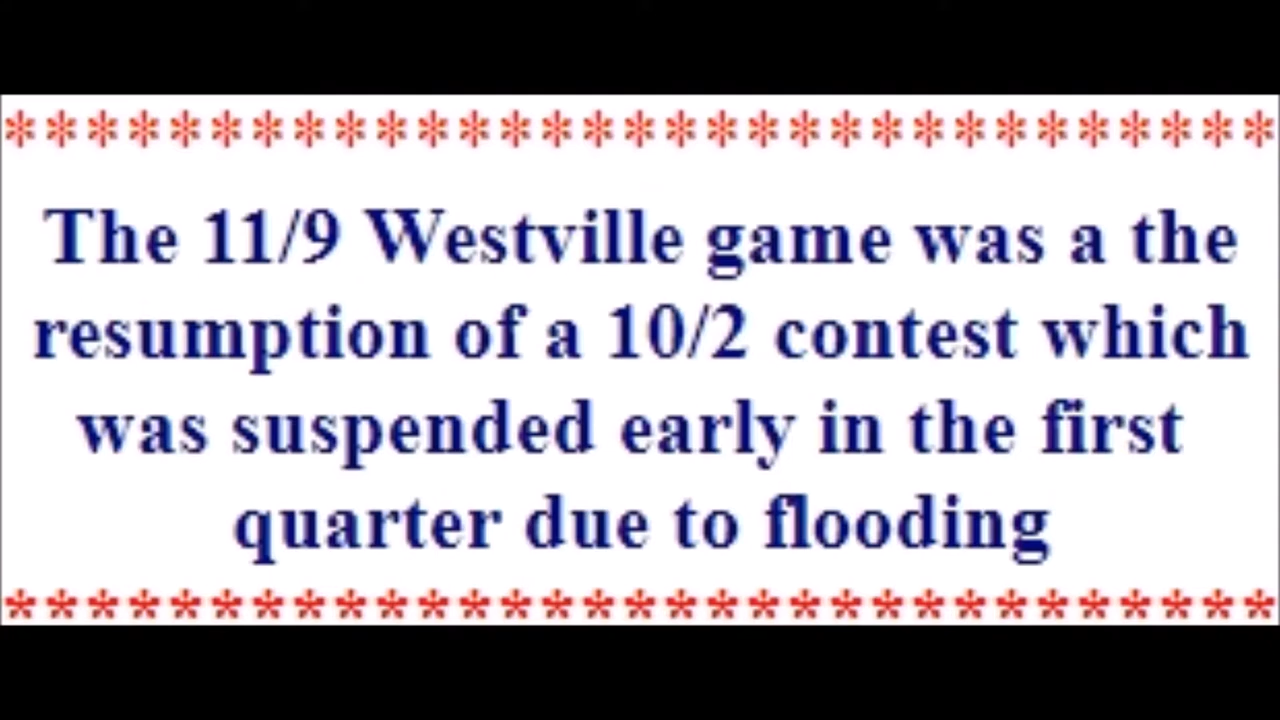 * * * * * * * * * * * * * * * * * * * * * * * * * * * * * * *
The 11/9 Westville game was a the
resumption of a 10/2 contest which
was suspended early in the first
quarter due to flooding
* * * * * * * * * * * * * * * * * * * * * * * * * * * * * * *